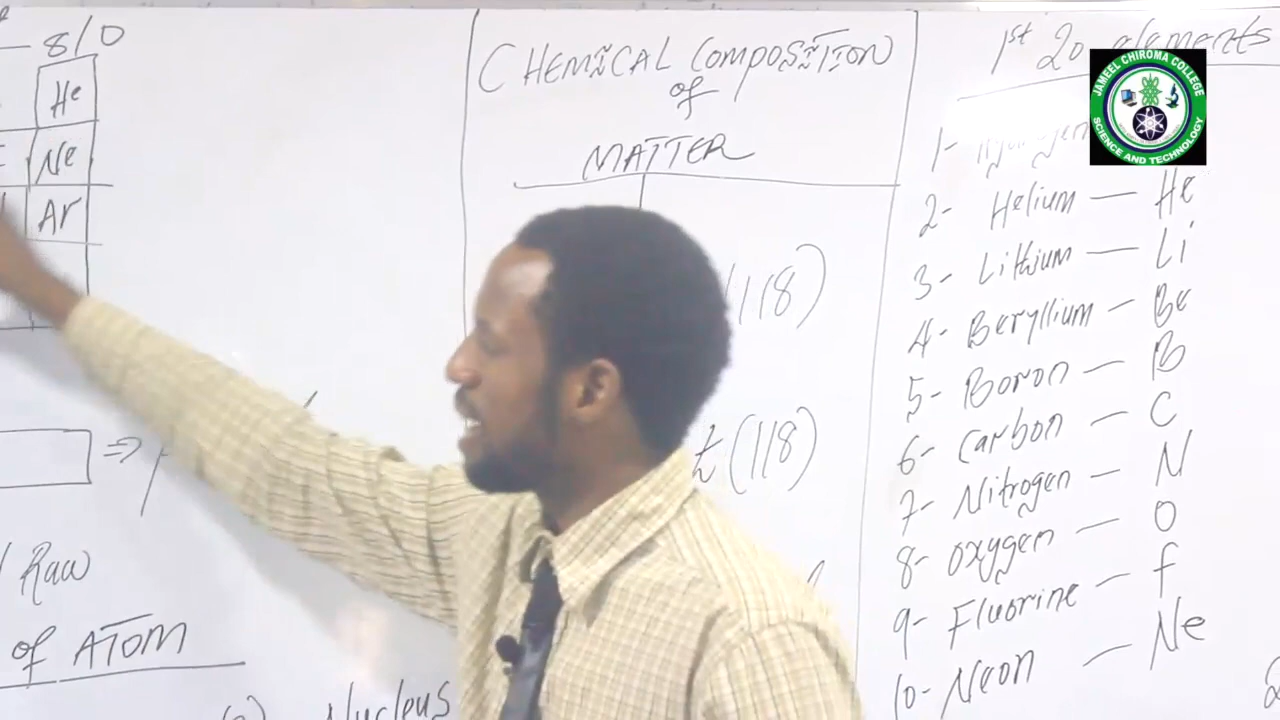 8/0
He
Ne
Ar
Raw
of ATOM
Nucleus
CHEMICAL COMPOSITION
of
MATTER
(118)
t (118)
1st 20 elements
1- Hydrogen
2- Helium — He
3- Lithium — Li
4- Beryllium — Be
5- Boron — B
6- Carbon — C
7- Nitrogen — N
8- Oxygen — O
9- Fluorine — f
10- Neon — Ne
JAMEEL CHIROMA COLLEGE
SCIENCE AND TECHNOLOGY